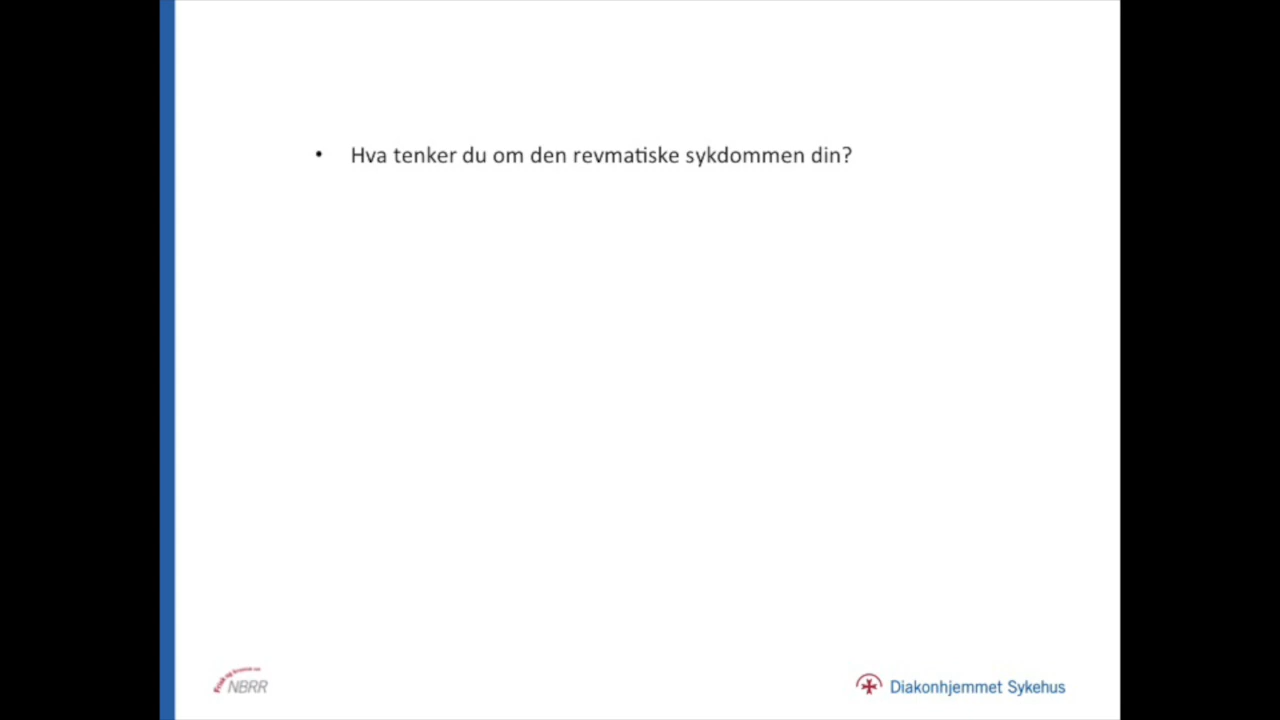 • Hva tenker du om den revmatiske sykdommen din?
NBRR
Diakonhjemmet Sykehus